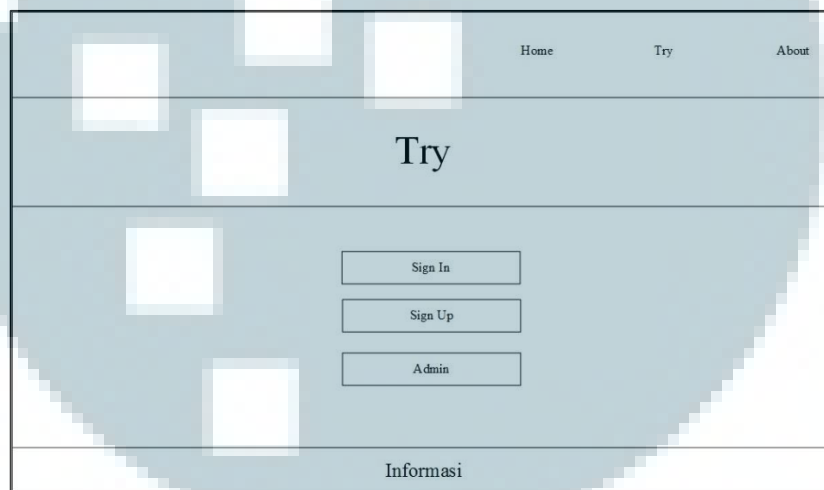 Home Try About
Try
Sign In
Sign Up
Admin
Informasi